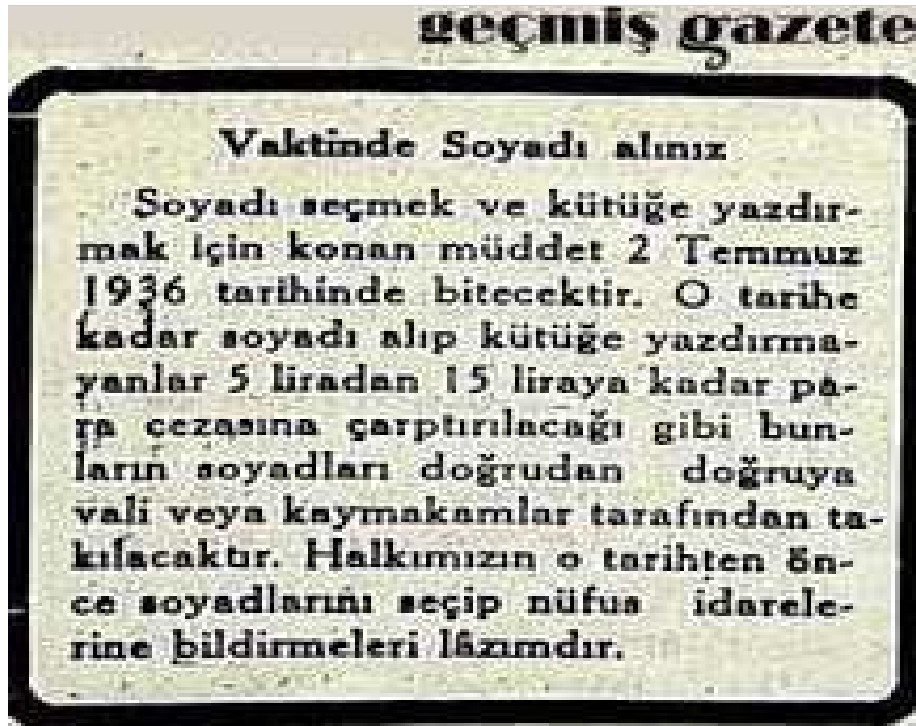 geçmiş gazete
Vaktinde Soyadı alınız
Soyadı seçmek ve kütüğe yazdır-
mak için konan müddet 2 Temmuz
1936 tarihinde bitecektir. O tarihe
kadar soyadı alıp kütüğe yazdırma-
yanlar 5 liradan 15 liraya kadar pa-
ra cezasına çarptırılacağı gibi bun-
ların soyadları doğrudan doğruya
vali veya kaymakamlar tarafından ta-
kılacaktır. Halkımızın o tarihten ön-
ce soyadlarını seçip nüfus idarele-
rine bildirmeleri lâzımdır.